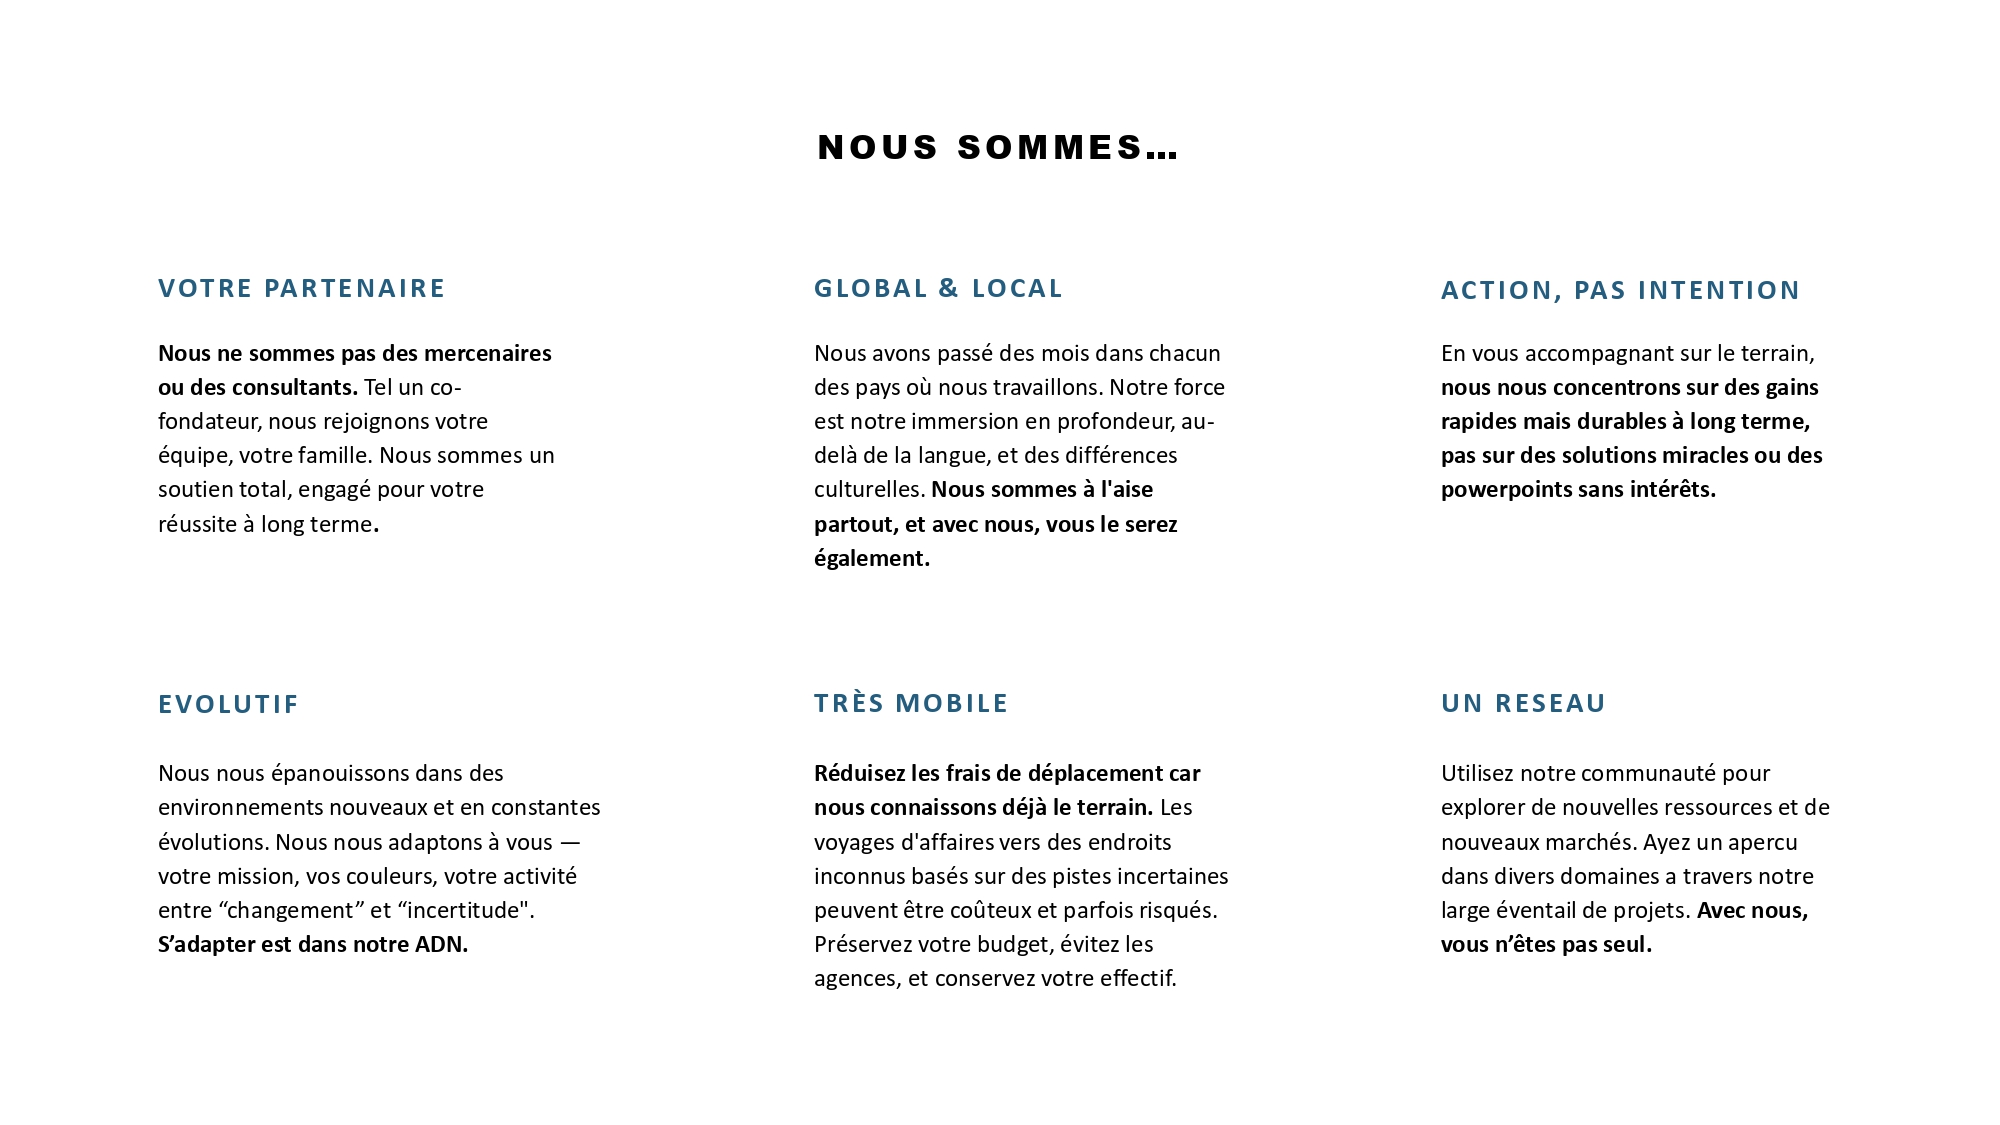 NOUS SOMMES…
VOTRE PARTENAIRE
Nous ne sommes pas des mercenaires
ou des consultants. Tel un co-
fondateur, nous rejoignons votre
équipe, votre famille. Nous sommes un
soutien total, engagé pour votre
réussite à long terme.
GLOBAL & LOCAL
Nous avons passé des mois dans chacun
des pays où nous travaillons. Notre force
est notre immersion en profondeur, au-
delà de la langue, et des différences
culturelles. Nous sommes à l'aise
partout, et avec nous, vous le serez
également.
ACTION, PAS INTENTION
En vous accompagnant sur le terrain,
nous nous concentrons sur des gains
rapides mais durables à long terme,
pas sur des solutions miracles ou des
powerpoints sans intérêts.
EVOLUTIF
Nous nous épanouissons dans des
environnements nouveaux et en constantes
évolutions. Nous nous adaptons à vous —
votre mission, vos couleurs, votre activité
entre “changement” et “incertitude".
S’adapter est dans notre ADN.
TRÈS MOBILE
Réduisez les frais de déplacement car
nous connaissons déjà le terrain. Les
voyages d'affaires vers des endroits
inconnus basés sur des pistes incertaines
peuvent être coûteux et parfois risqués.
Préservez votre budget, évitez les
agences, et conservez votre effectif.
UN RESEAU
Utilisez notre communauté pour
explorer de nouvelles ressources et de
nouveaux marchés. Ayez un apercu
dans divers domaines a travers notre
large éventail de projets. Avec nous,
vous n’êtes pas seul.